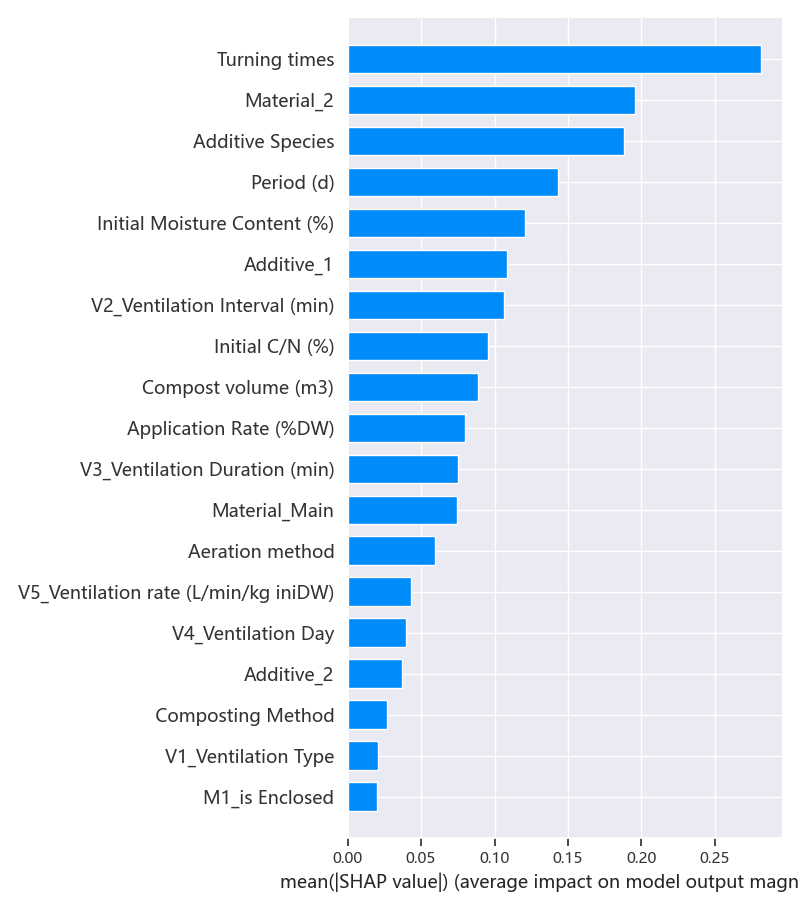 Turning times
Material_2
Additive Species
Period (d)
Initial Moisture Content (%)
Additive_1
V2_Ventilation Interval (min)
Initial C/N (%)
Compost volume (m3)
Application Rate (%DW)
V3_Ventilation Duration (min)
Material_Main
Aeration method
V5_Ventilation rate (L/min/kg iniDW)
V4_Ventilation Day
Additive_2
Composting Method
V1_Ventilation Type
M1_is Enclosed
0.00 0.05 0.10 0.15 0.20 0.25
mean(|SHAP value|) (average impact on model output magn